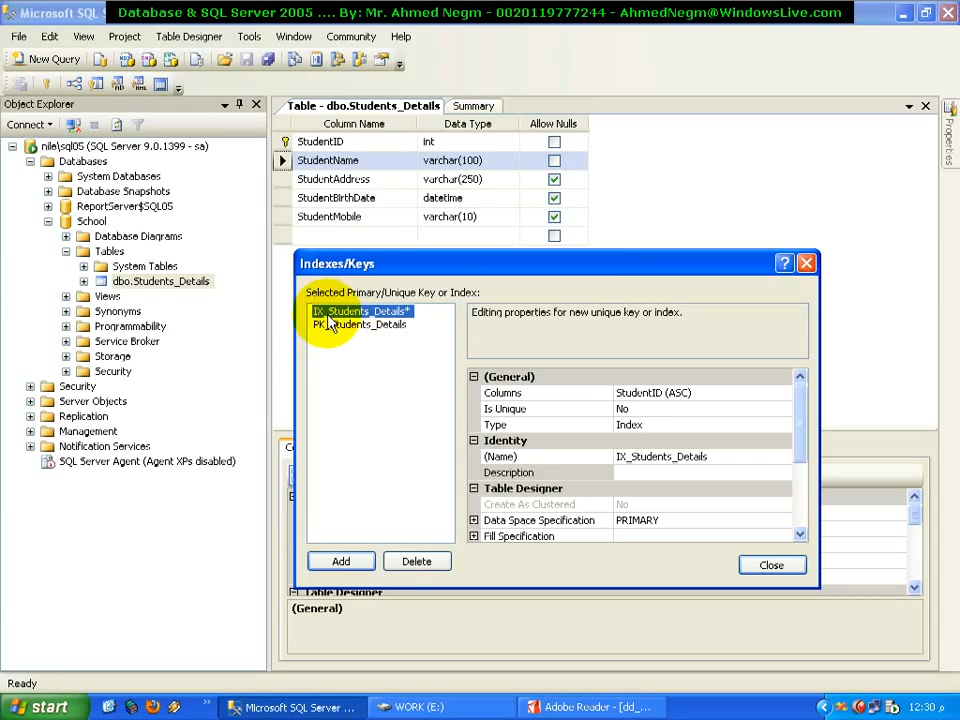 Microsoft SQL S
Database & SQL Server 2005 .... By: Mr. Ahmed Negm - 0020119777244 - AhmedNegm@WindowsLive.com
File Edit View Project Table Designer Tools Window Community Help
New Query
Object Explorer
Connect
nile\sql05 (SQL Server 9.0.1399 - sa)
Databases
System Databases
Database Snapshots
ReportServer$SQL05
School
Database Diagrams
Tables
System Tables
dbo.Students_Details
Views
Synonyms
Programmability
Service Broker
Storage
Security
Security
Server Objects
Replication
Management
Notification Services
SQL Server Agent (Agent XPs disabled)
Table - dbo.Students_Details Summary
Column Name Data Type Allow Nulls
StudentID int
StudentName varchar(100)
StudentAddress varchar(250)
StudentBirthDate datetime
StudentMobile varchar(10)
Properties
Indexes/Keys
Selected Primary/Unique Key or Index:
IX_Students_Details*
PK_Students_Details
Editing properties for new unique key or index.
(General)
Columns StudentID (ASC)
Is Unique No
Type Index
Identity
(Name) IX_Students_Details
Description
Table Designer
Create As Clustered No
Data Space Specification PRIMARY
Fill Specification
Add Delete Close
Table Designer
(General)
Ready
start Microsoft SQL Server ... WORK (E:) Adobe Reader - [dd_... 12:30 م